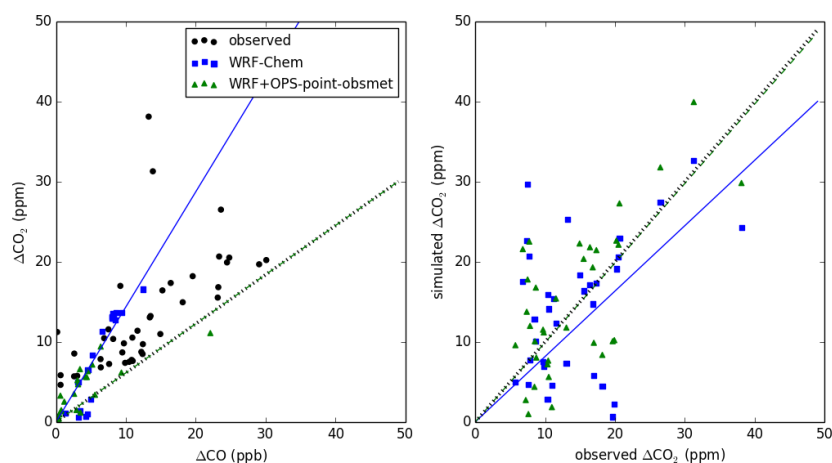 50
40
30
20
10
0
ΔCO₂ (ppm)
0 10 20 30 40 50
ΔCO (ppb)
observed
WRF-Chem
WRF+OPS-point-obsmet
50
40
30
20
10
0
simulated ΔCO₂ (ppm)
0 10 20 30 40 50
observed ΔCO₂ (ppm)